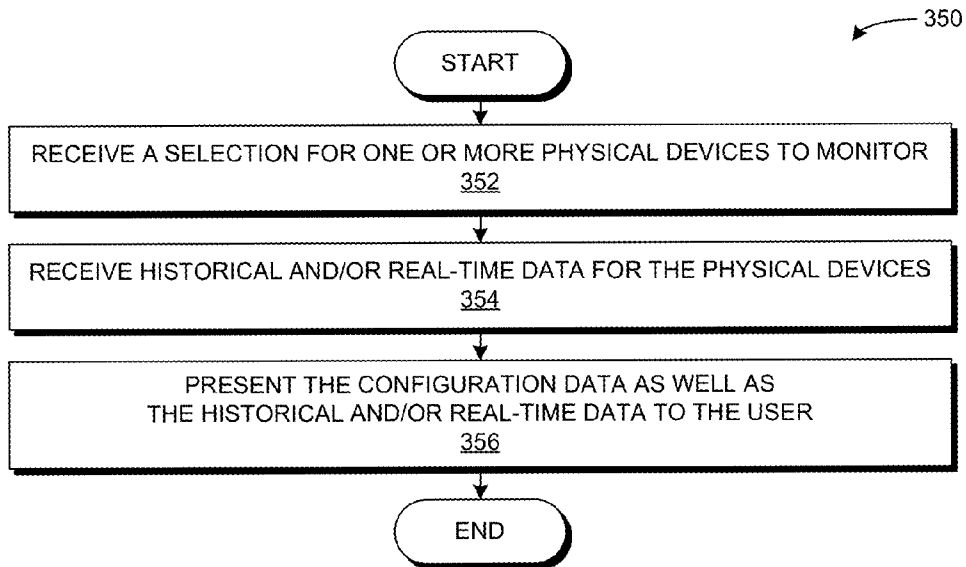 350
START
RECEIVE A SELECTION FOR ONE OR MORE PHYSICAL DEVICES TO MONITOR
352
RECEIVE HISTORICAL AND/OR REAL-TIME DATA FOR THE PHYSICAL DEVICES
354
PRESENT THE CONFIGURATION DATA AS WELL AS
THE HISTORICAL AND/OR REAL-TIME DATA TO THE USER
356
END